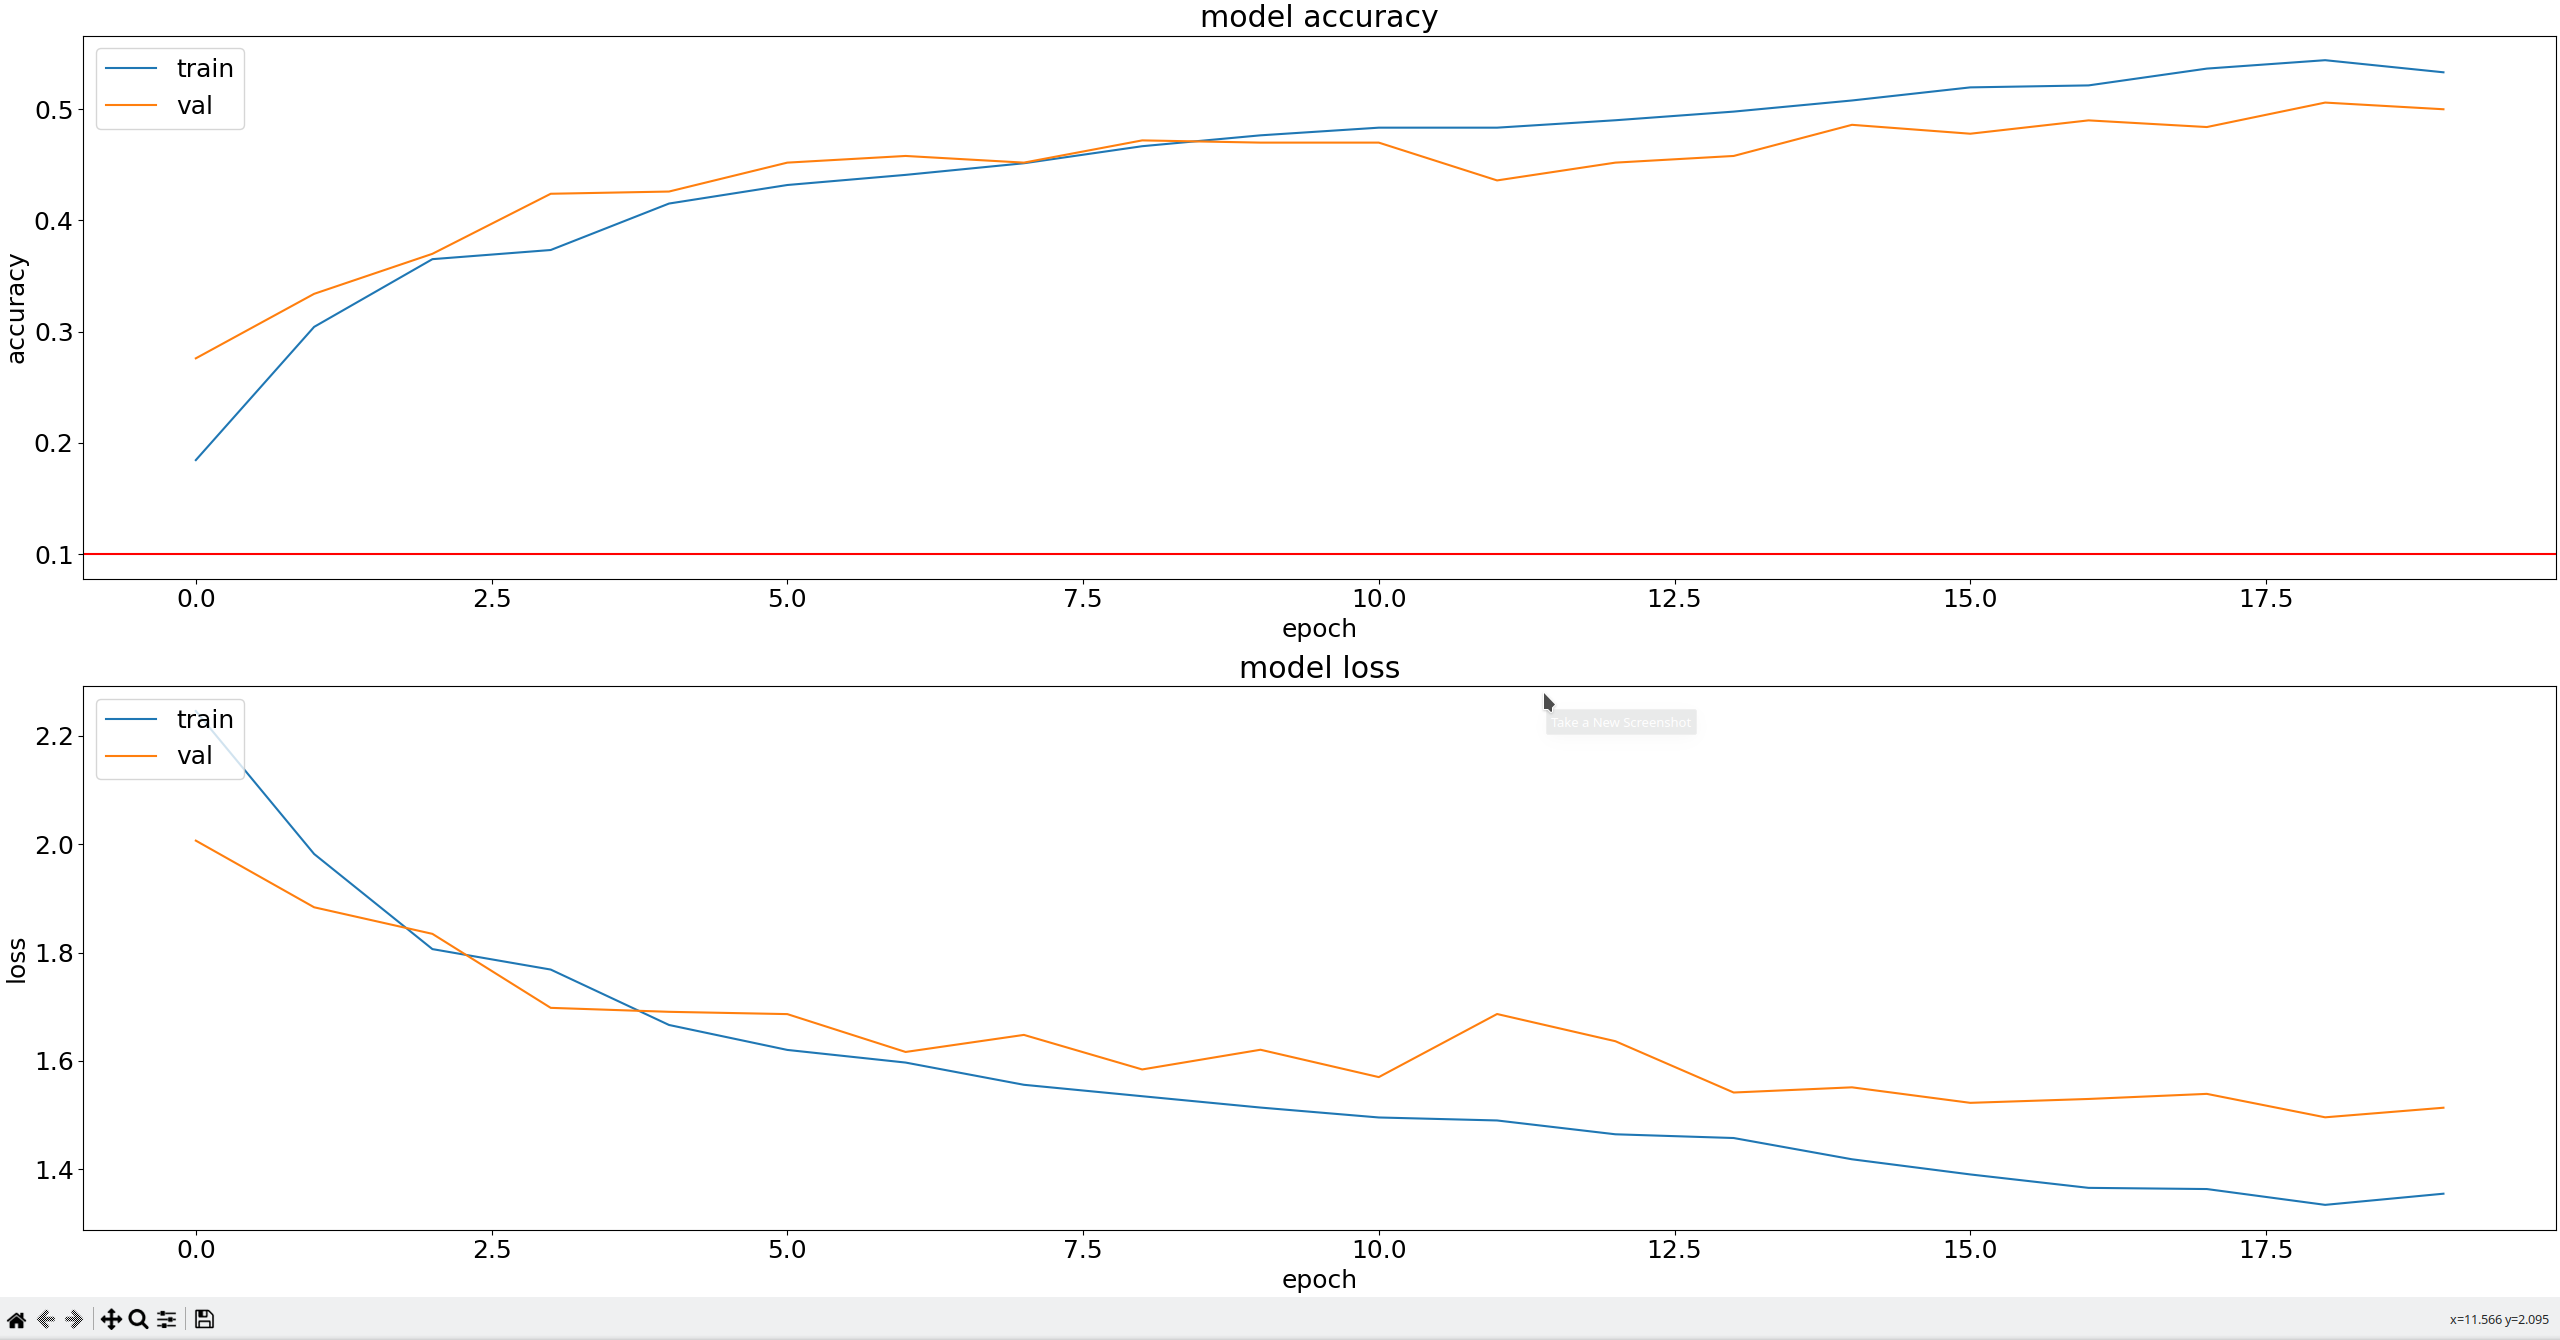 model accuracy
train
val
0.5
0.4
0.3
0.2
0.1
accuracy
0.0 2.5 5.0 7.5 10.0 12.5 15.0 17.5
epoch
model loss
train
val
Take a New Screenshot
2.2
2.0
1.8
1.6
1.4
loss
0.0 2.5 5.0 7.5 10.0 12.5 15.0 17.5
epoch
x=11.566 y=2.095